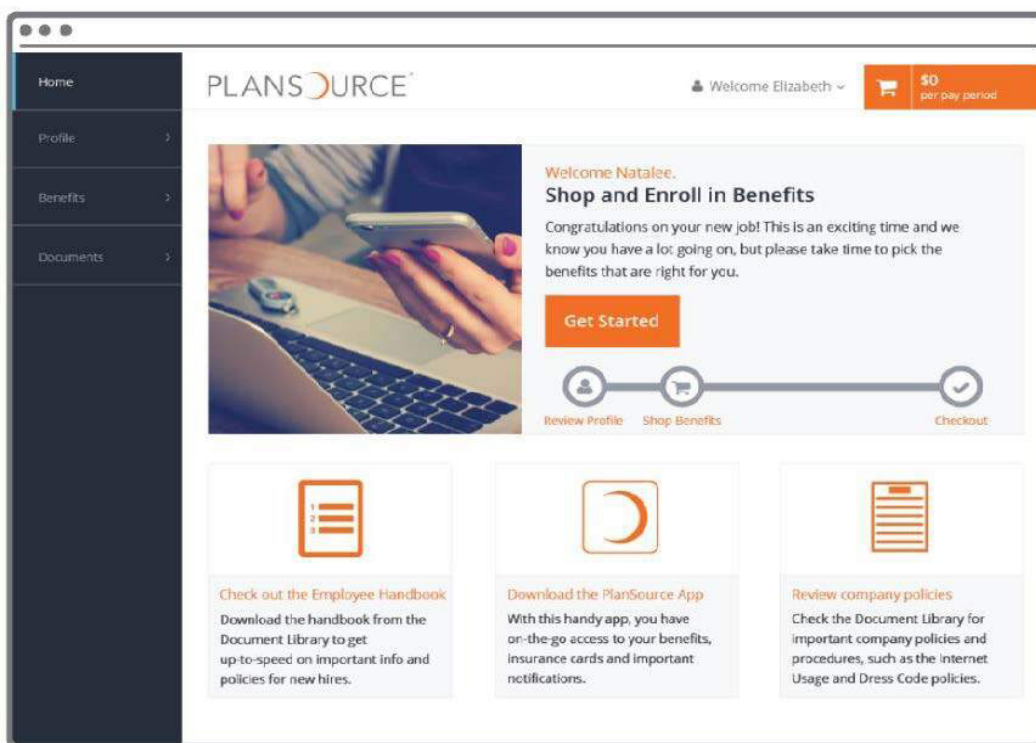 Home
PLANSOURCE
Welcome Elizabeth
$0
per pay period
Profile
Benefits
Documents
Welcome Natalee.
Shop and Enroll in Benefits
Congratulations on your new job! This is an exciting time and we
know you have a lot going on, but please take time to pick the
benefits that are right for you.
Get Started
Review Profile
Shop Benefits
Checkout
1
2
3
Check out the Employee Handbook
Download the handbook from the
Document Library to get
up-to-speed on important info and
policies for new hires.
Download the PlanSource App
With this handy app, you have
on-the-go access to your benefits,
insurance cards and important
notifications.
Review company policies
Check the Document Library for
important company policies and
procedures, such as the Internet
Usage and Dress Code policies.